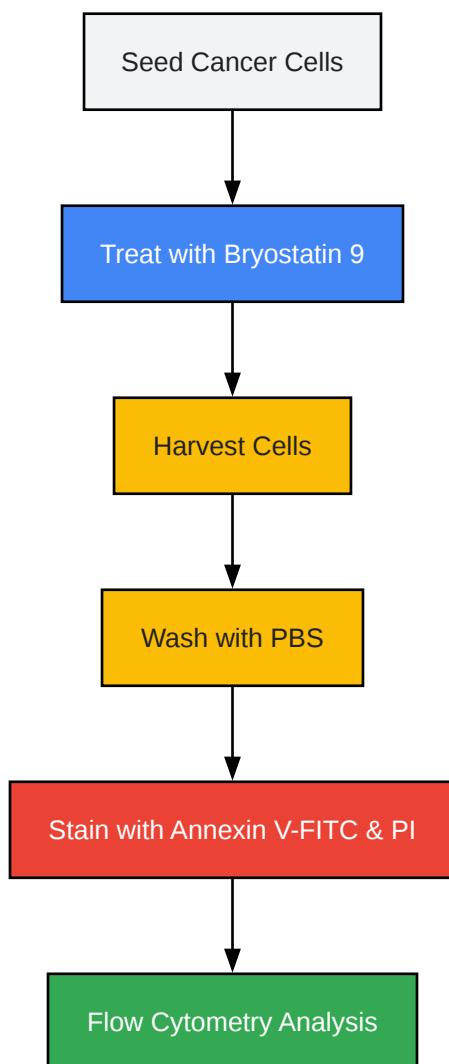 Seed Cancer Cells
Treat with Bryostatin 9
Harvest Cells
Wash with PBS
Stain with Annexin V-FITC & PI
Flow Cytometry Analysis